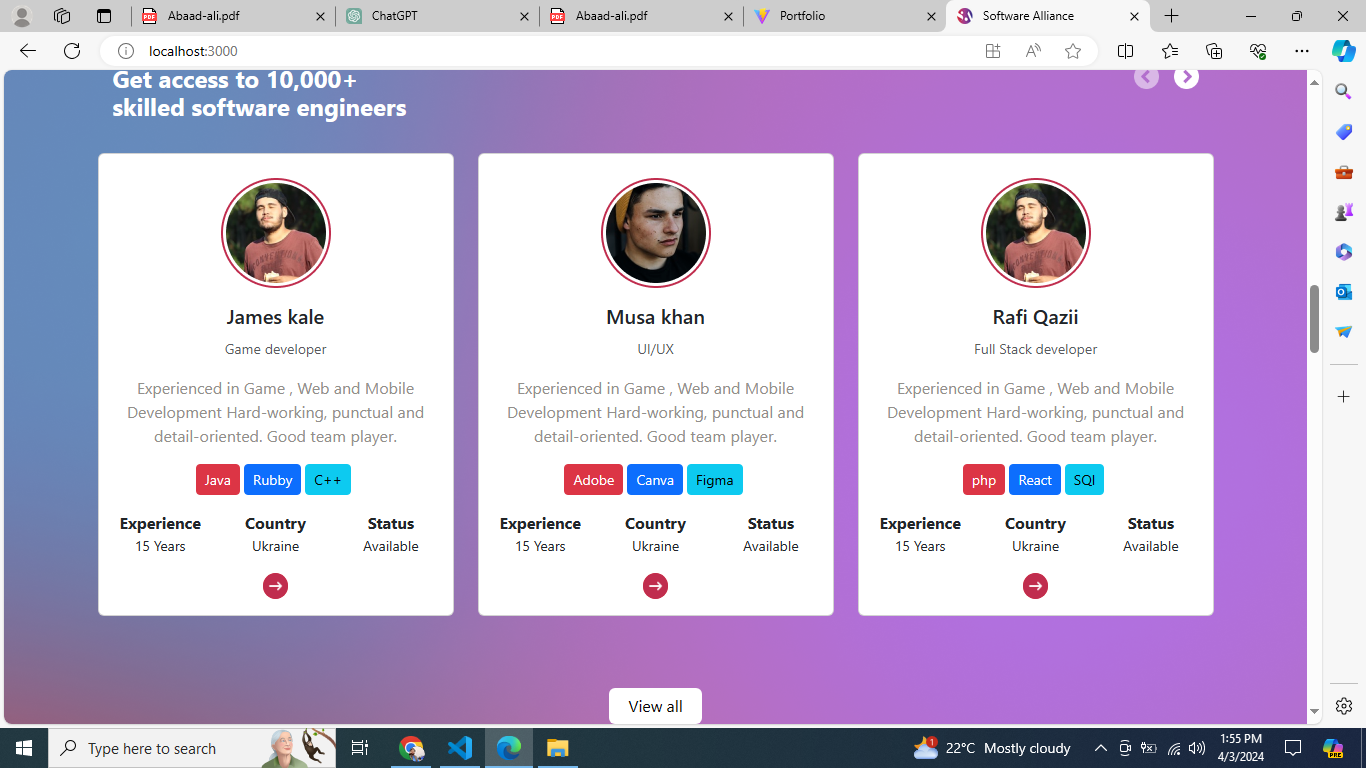 Abaad-ali.pdf
ChatGPT
Abaad-ali.pdf
Portfolio
Software Alliance
localhost:3000
Get access to 10,000+
skilled software engineers
James kale
Game developer
Experienced in Game , Web and Mobile
Development Hard-working, punctual and
detail-oriented. Good team player.
Java Rubby C++
Experience Country Status
15 Years Ukraine Available
Musa khan
UI/UX
Experienced in Game , Web and Mobile
Development Hard-working, punctual and
detail-oriented. Good team player.
Adobe Canva Figma
Experience Country Status
15 Years Ukraine Available
Rafi Qazii
Full Stack developer
Experienced in Game , Web and Mobile
Development Hard-working, punctual and
detail-oriented. Good team player.
php React SQl
Experience Country Status
15 Years Ukraine Available
View all
Type here to search
1
22°C Mostly cloudy
1:55 PM
4/3/2024
PRE